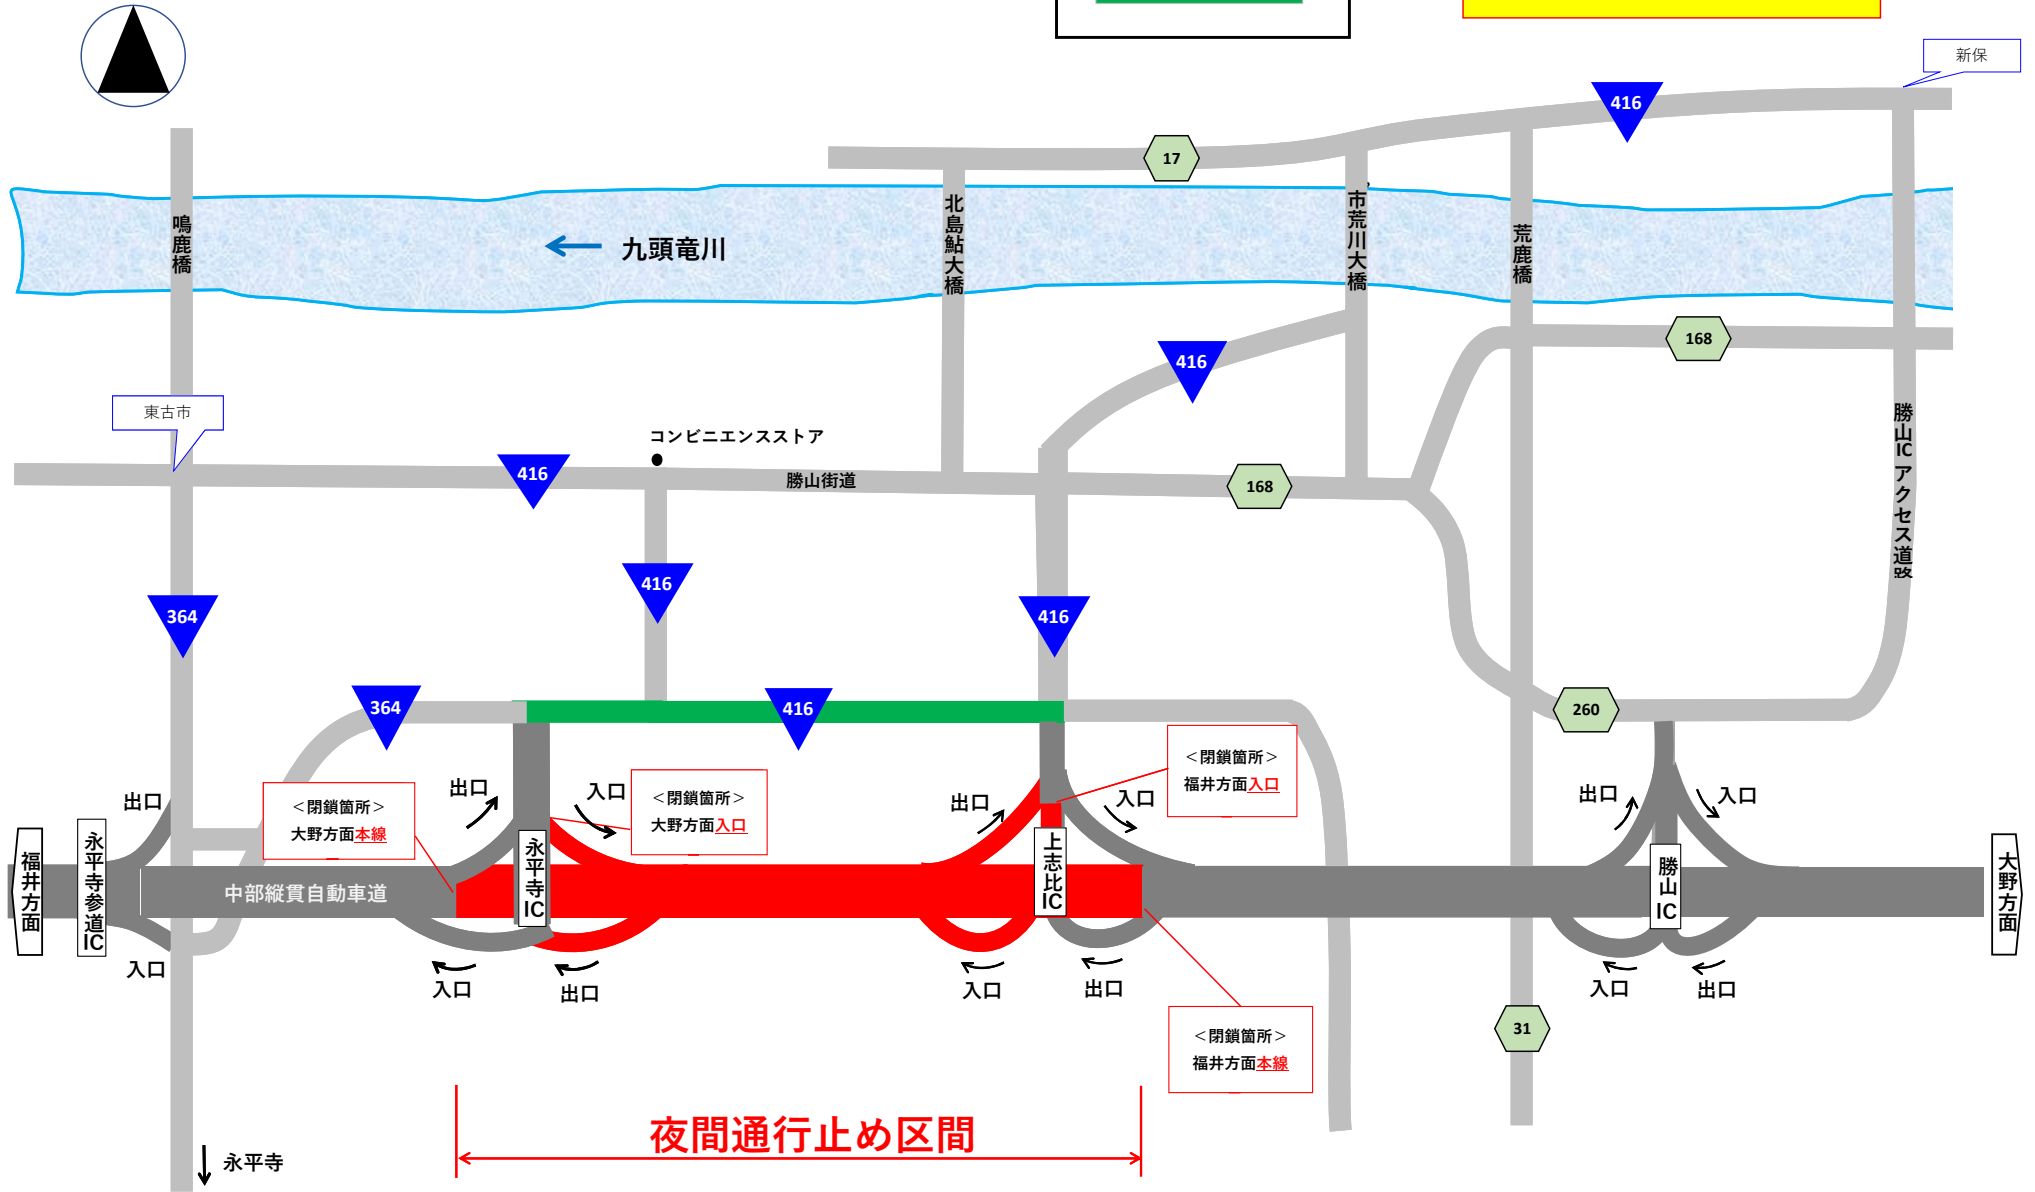 新保
416
17
鳴鹿橋
九頭竜川
北島鮎大橋
市荒川大橋
荒鹿橋
168
416
東古市
コンビニエンスストア
416
勝山街道
168
勝山ICアクセス道路
364
416
416
364
416
260
<閉鎖箇所>
福井方面入口
<閉鎖箇所>
大野方面本線
<閉鎖箇所>
大野方面入口
出口
出口
入口
出口
入口
出口
入口
福井方面
永平寺参道IC
中部縦貫自動車道
永平寺IC
上志比IC
勝山IC
大野方面
入口
入口
出口
入口
出口
入口
出口
<閉鎖箇所>
福井方面本線
31
夜間通行止め区間
永平寺